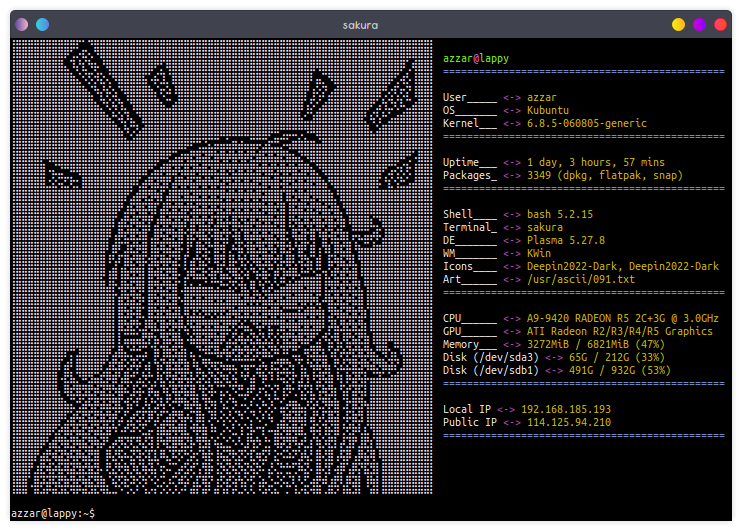 sakura
azzar@lappy
===============================================
User_____ <-> azzar
OS_______ <-> Kubuntu
Kernel___ <-> 6.8.5-060805-generic
===============================================
Uptime___ <-> 1 day, 3 hours, 57 mins
Packages_ <-> 3349 (dpkg, flatpak, snap)
===============================================
Shell____ <-> bash 5.2.15
Terminal_ <-> sakura
DE_______ <-> Plasma 5.27.8
WM_______ <-> KWin
Icons____ <-> Deepin2022-Dark, Deepin2022-Dark
Art______ <-> /usr/ascii/091.txt
===============================================
CPU______ <-> A9-9420 RADEON R5 2C+3G @ 3.0GHz
GPU______ <-> ATI Radeon R2/R3/R4/R5 Graphics
Memory___ <-> 3272MiB / 6821MiB (47%)
Disk (/dev/sda3) <-> 65G / 212G (33%)
Disk (/dev/sdb1) <-> 491G / 932G (53%)
===============================================
Local IP <-> 192.168.185.193
Public IP <-> 114.125.94.210
===============================================
azzar@lappy:~$